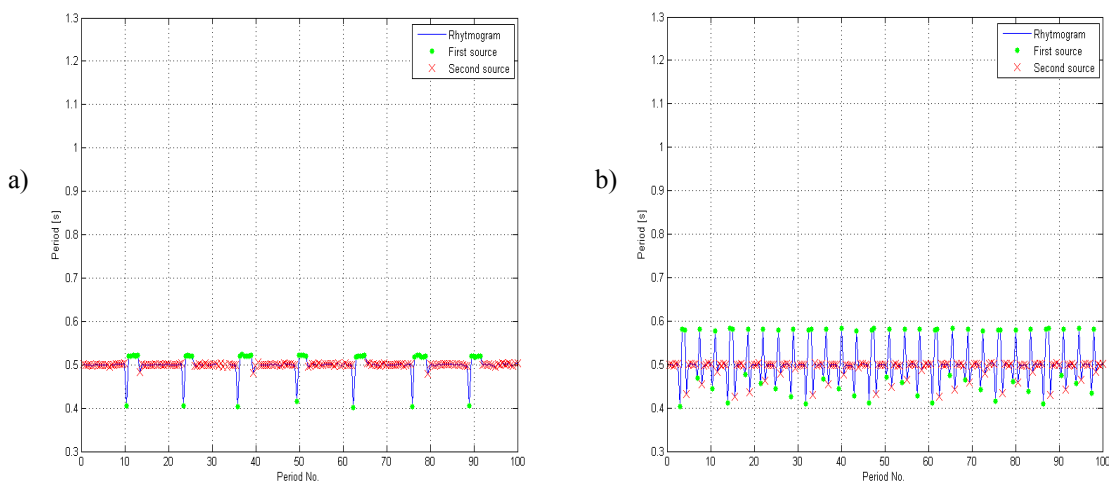 a)
1.3
1.2
1.1
1
0.9
0.8
0.7
0.6
0.5
0.4
0.3
Period [s]
0 10 20 30 40 50 60 70 80 90 100
Period No.
Rhytmogram
First source
Second source
b)
1.3
1.2
1.1
1
0.9
0.8
0.7
0.6
0.5
0.4
0.3
Period [s]
0 10 20 30 40 50 60 70 80 90 100
Period No.
Rhytmogram
First source
Second source